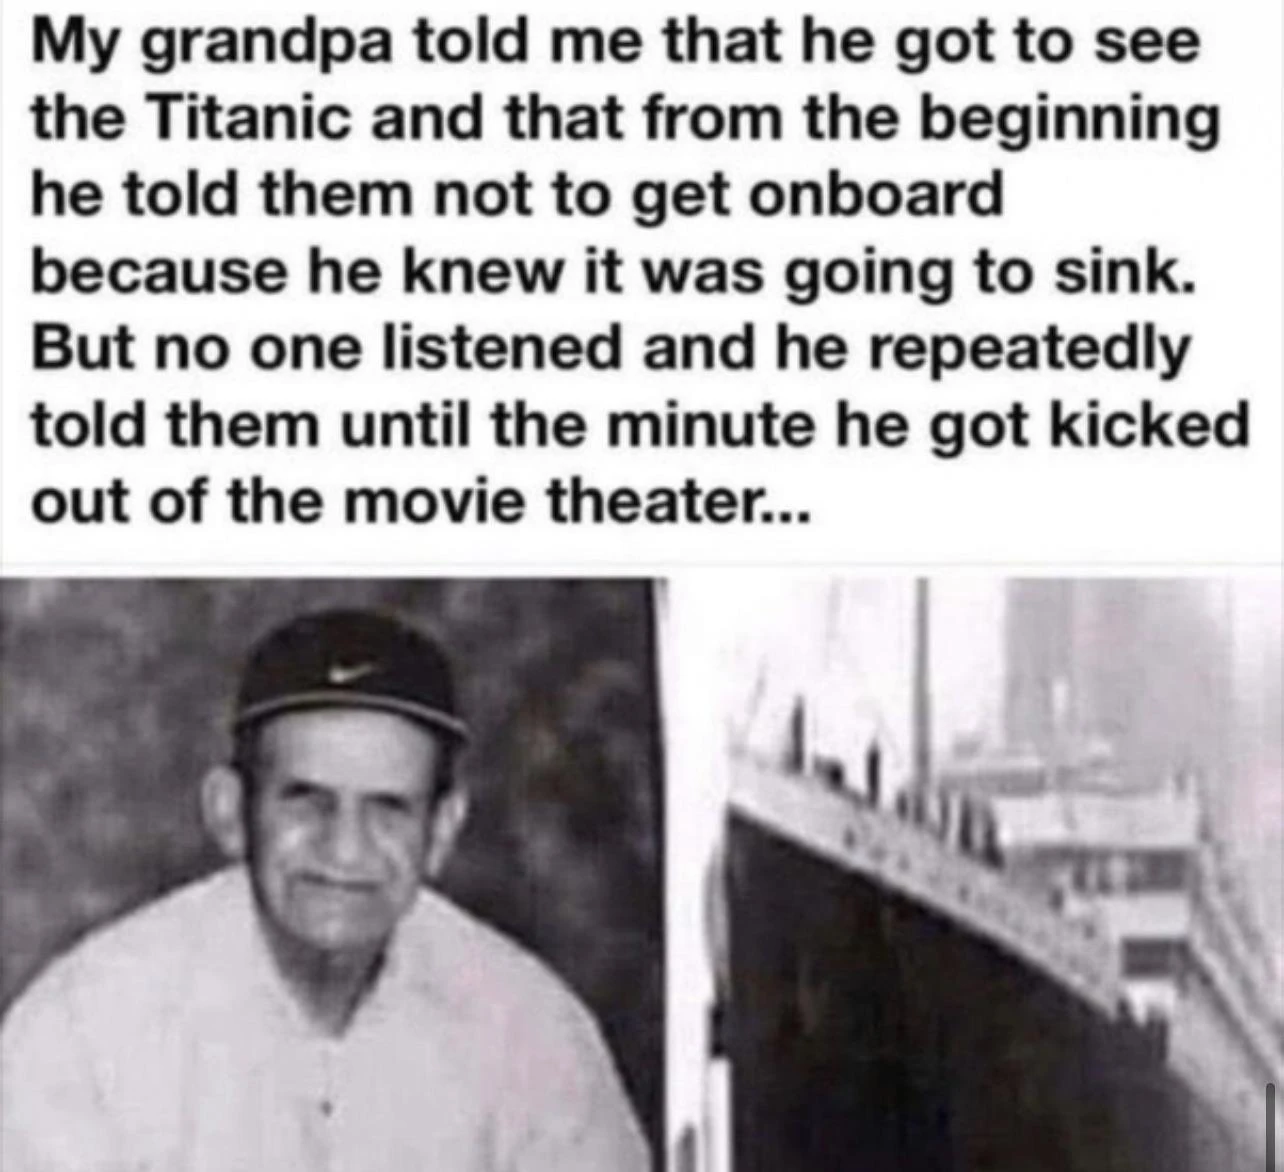 My grandpa told me that he got to see
the Titanic and that from the beginning
he told them not to get onboard
because he knew it was going to sink.
But no one listened and he repeatedly
told them until the minute he got kicked
out of the movie theater...